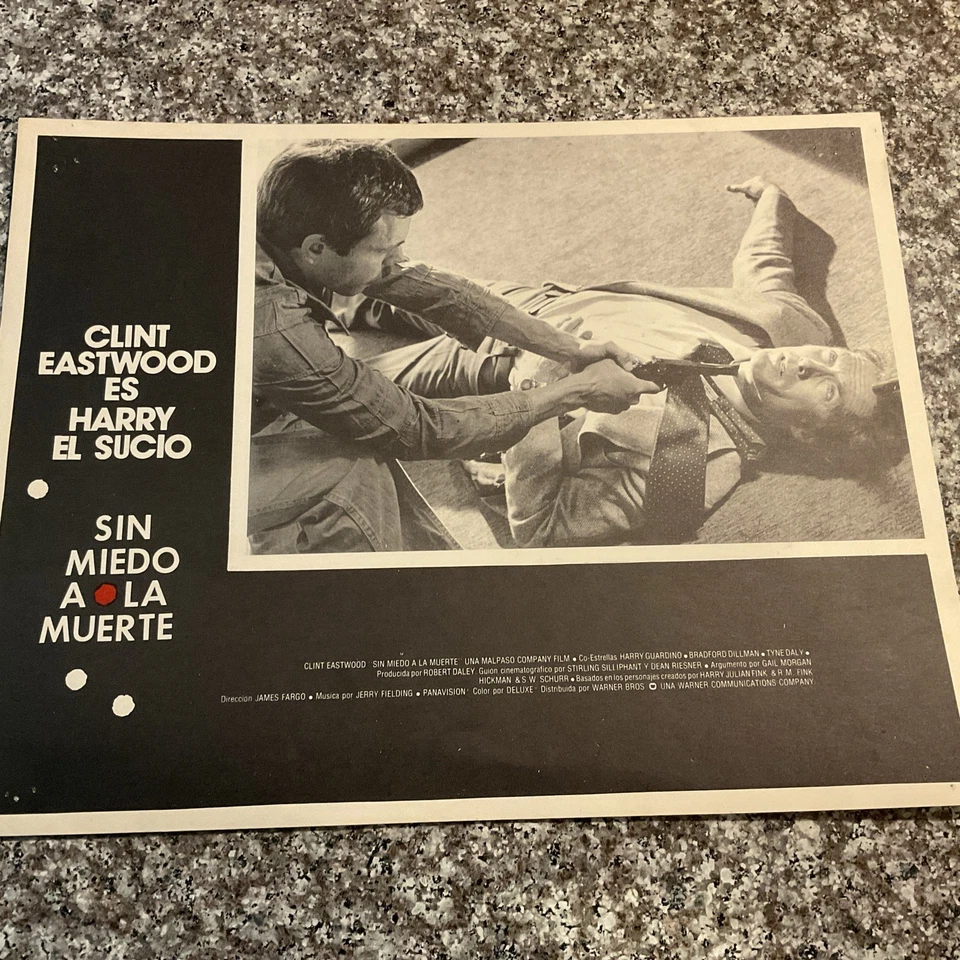 CLINT
EASTWOOD
ES
HARRY
EL SUCIO
SIN
MIEDO
A LA
MUERTE
CLINT EASTWOOD "SIN MIEDO A LA MUERTE" UNA MALPASO COMPANY FILM ● Co-Estrellas HARRY GUARDINO ● BRADFORD DILLMAN ● TYNE DALY ●
Producida por ROBERT DALEY. Guión cinematográfico por STIRLING SILLIPHANT Y DEAN RIESNER ● Argumento por GAIL MORGAN
HICKMAN & S.W. SCHURR ● Basados en los personajes creados por HARRY JULIAN FINK & R.M. FINK
Dirección JAMES FARGO ● Musica por JERRY FIELDING ● PANAVISION® Color por DELUXE® Distribuida por WARNER BROS UNA WARNER COMMUNICATIONS COMPANY